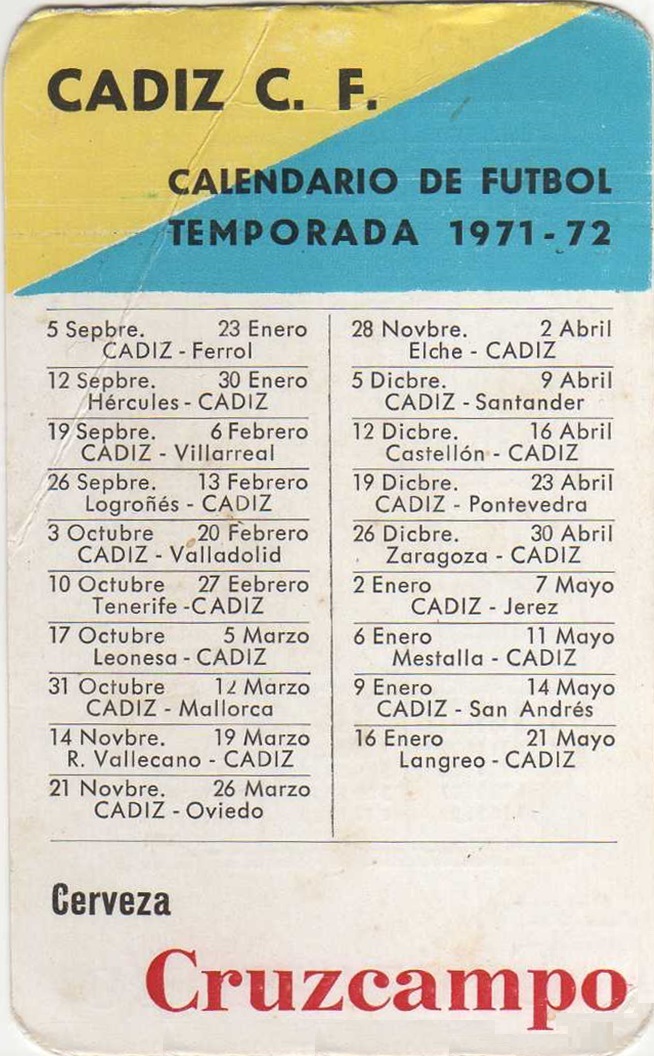 CADIZ C. F.
CALENDARIO DE FUTBOL
TEMPORADA 1971-72
5 Sepbre. 23 Enero
CADIZ - Ferrol
12 Sepbre. 30 Enero
Hércules - CADIZ
19 Sepbre. 6 Febrero
CADIZ - Villarreal
26 Sepbre. 13 Febrero
Logroñés - CADIZ
3 Octubre 20 Febrero
CADIZ - Valladolid
10 Octubre 27 Eebrero
Tenerife -CADIZ
17 Octubre 5 Marzo
Leonesa - CADIZ
31 Octubre 12 Marzo
CADIZ - Mallorca
14 Novbre. 19 Marzo
R. Vallecano - CADIZ
21 Novbre. 26 Marzo
CADIZ - Oviedo
28 Novbre. 2 Abril
Elche - CADIZ
5 Dicbre. 9 Abril
CADIZ - Santander
12 Dicbre. 16 Abril
Castellón - CADIZ
19 Dicbre. 23 Abril
CADIZ - Pontevedra
26 Dicbre. 30 Abril
Zaragoza - CADIZ
2 Enero 7 Mayo
CADIZ - Jerez
6 Enero 11 Mayo
Mestalla - CADIZ
9 Enero 14 Mayo
CADIZ - San Andrés
16 Enero 21 Mayo
Langreo - CADIZ
Cerveza
Cruzcampo